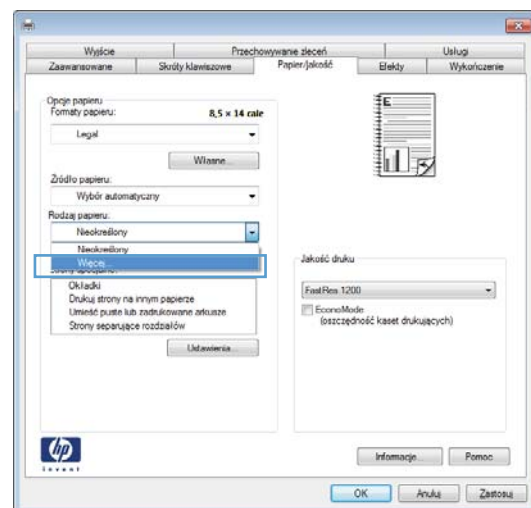 Wyjście Przechowywanie zleceń Usługi
Zaawansowane Skróty klawiszowe Papier/jakość Efekty Wykończenie
Opcje papieru
Formaty papieru: 8,5 × 14 cale
Legal
Własne...
Źródło papieru:
Wybór automatyczny
Rodzaj papieru:
Nieokreślony
Nieokreślony
Więcej...
Strony specjalne:
Okładki
Drukuj strony na innym papierze
Umieść puste lub zadrukowane arkusze
Strony separujące rozdziałów
Ustawienia...
E
Jakość druku
FastRes 1200
EconoMode
(oszczędność kaset drukujących)
hp
invent
Informacje... Pomoc
OK Anuluj Zastosuj